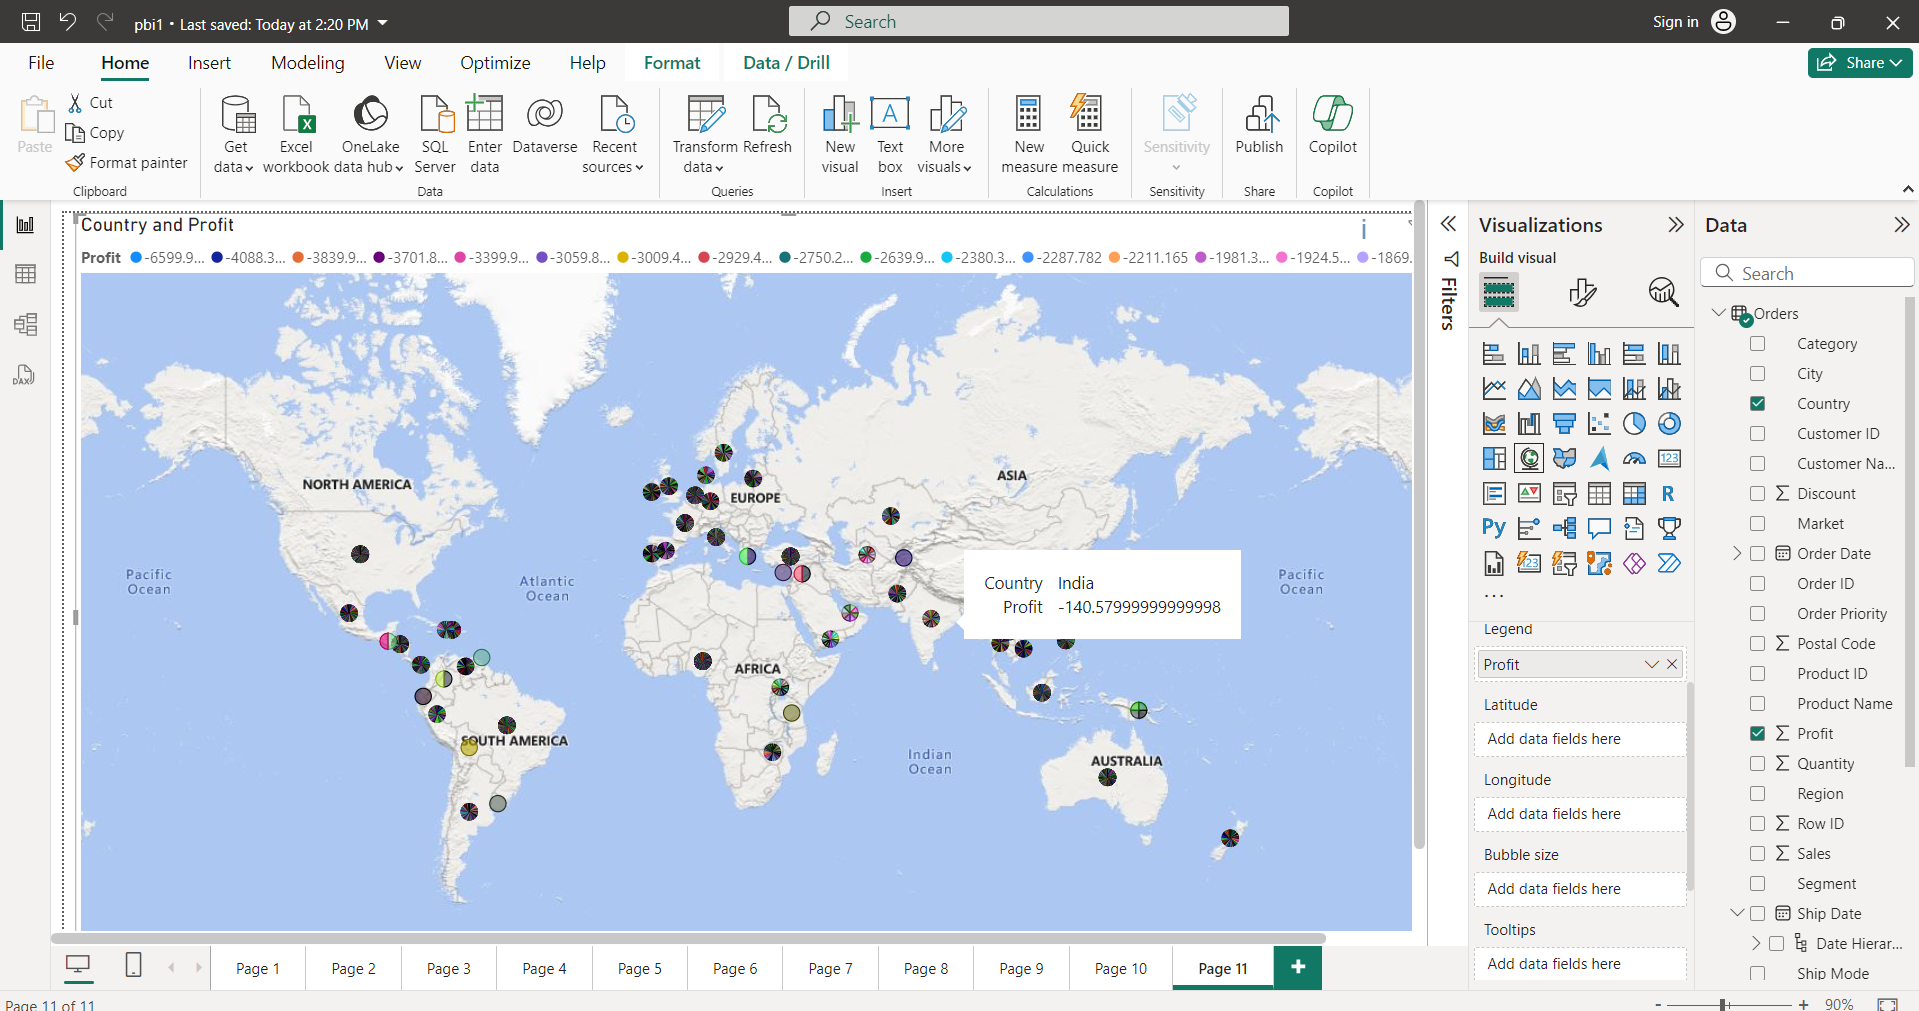 pbi1 • Last saved: Today at 2:20 PM
Search
Sign in
File
Home
Insert
Modeling
View
Optimize
Help
Format
Data / Drill
Share
Paste
Cut
Copy
Format painter
Clipboard
Get data
Excel workbook
OneLake data hub
SQL Server
Enter data
Dataverse
Recent sources
Data
Transform data
Refresh
Queries
New visual
Text box
More visuals
Insert
New measure
Quick measure
Calculations
Sensitivity
Sensitivity
Publish
Share
Copilot
Copilot
Country and Profit
Profit -6599.9... -4088.3... -3839.9... -3701.8... -3399.9... -3059.8... -3009.4... -2929.4... -2750.2... -2639.9... -2380.3... -2287.782 -2211.165 -1981.3... -1924.5... -1869.
NORTH AMERICA
EUROPE
ASIA
Pacific Ocean
Atlantic Ocean
Pacific Ocean
AFRICA
SOUTH AMERICA
Indian Ocean
AUSTRALIA
Country India
Profit -140.57999999999998
Filters
Visualizations
Build visual
123
R
Py
123
...
Legend
Profit
Latitude
Add data fields here
Longitude
Add data fields here
Bubble size
Add data fields here
Tooltips
Add data fields here
Data
Search
Orders
Category
City
Country
Customer ID
Customer Na...
Discount
Market
Order Date
Order ID
Order Priority
Postal Code
Product ID
Product Name
Profit
Quantity
Region
Row ID
Sales
Segment
Ship Date
Date Hierar...
Ship Mode
DAX
Page 1
Page 2
Page 3
Page 4
Page 5
Page 6
Page 7
Page 8
Page 9
Page 10
Page 11
Page 11 of 11
- + 90%